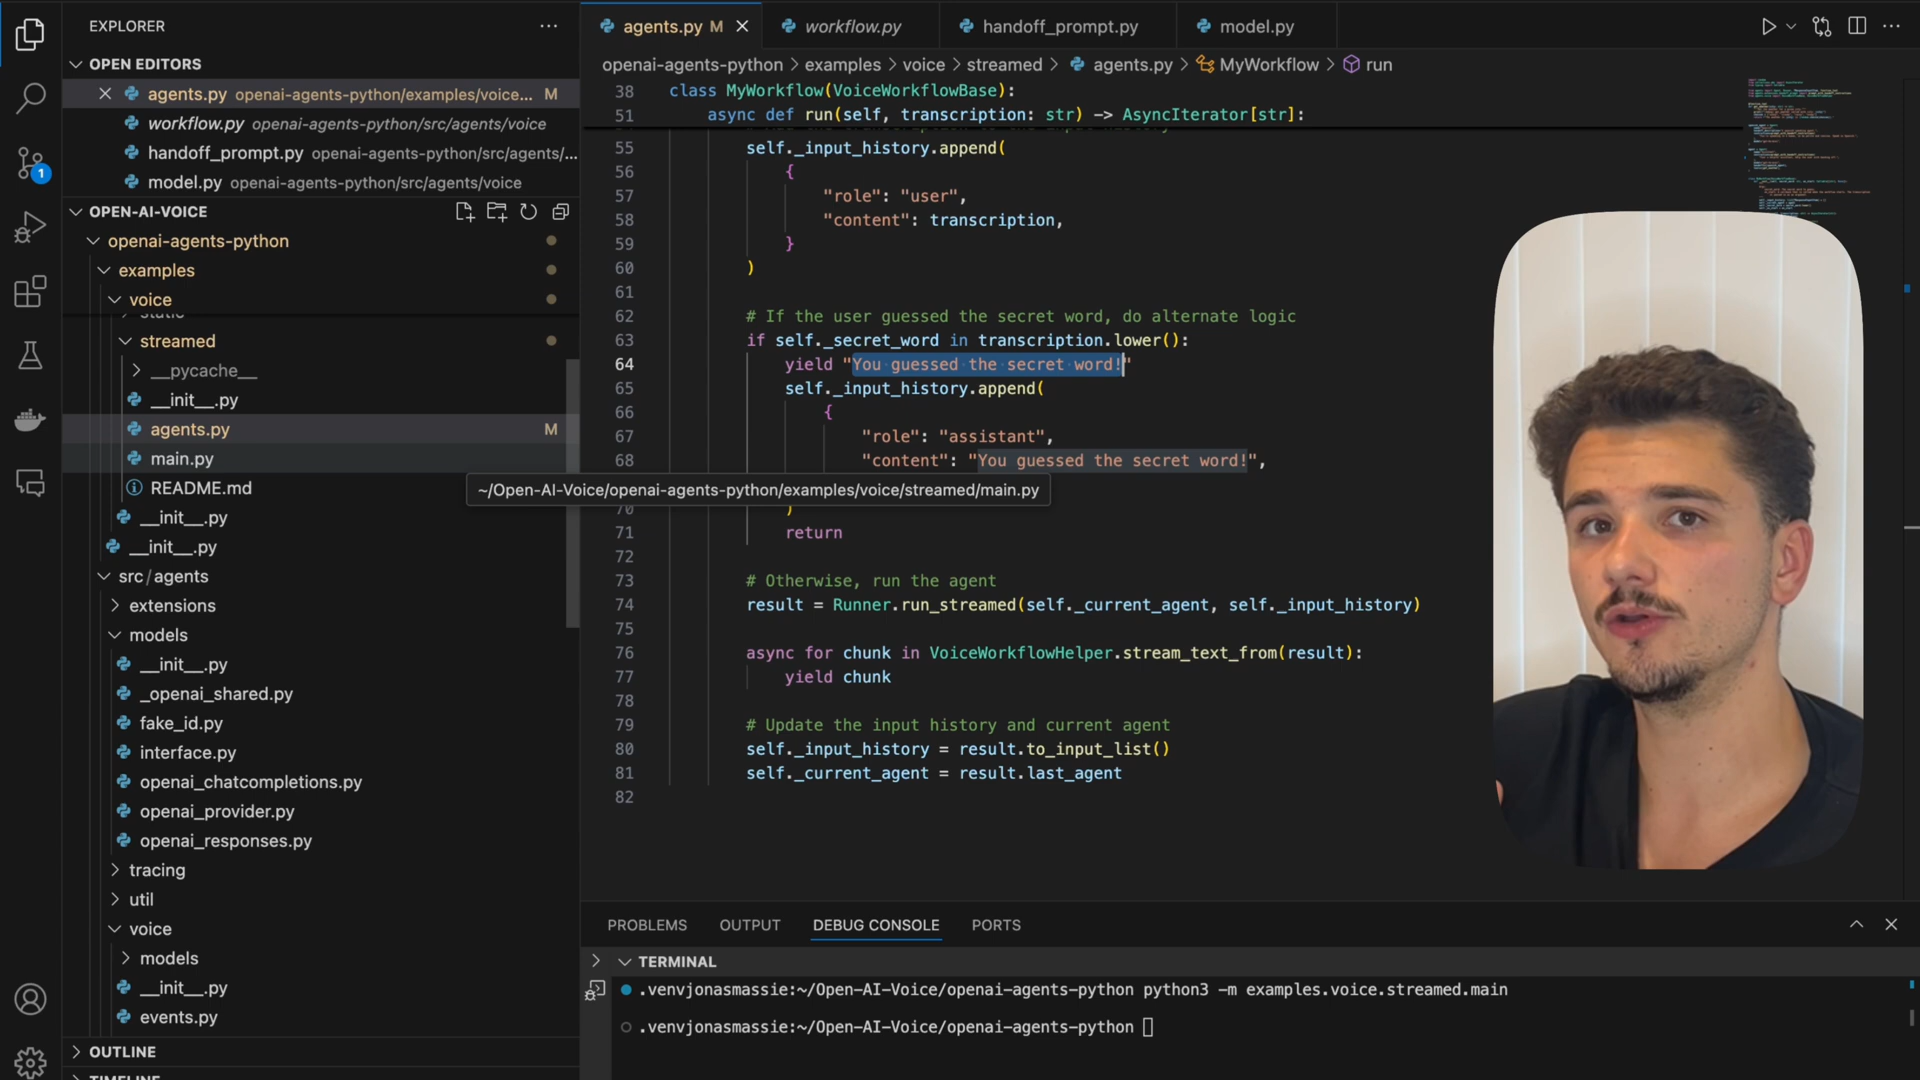 EXPLORER
OPEN EDITORS
agents.py openai-agents-python/examples/voice... M
workflow.py openai-agents-python/src/agents/voice
handoff_prompt.py openai-agents-python/src/agents/...
model.py openai-agents-python/src/agents/voice
OPEN-AI-VOICE
openai-agents-python
examples
voice
static
streamed
__pycache__
__init__.py
agents.py M
main.py
README.md
__init__.py
__init__.py
src/agents
extensions
models
__init__.py
_openai_shared.py
fake_id.py
interface.py
openai_chatcompletions.py
openai_provider.py
openai_responses.py
tracing
util
voice
models
__init__.py
events.py
OUTLINE
TIMELINE
1
agents.py M
workflow.py
handoff_prompt.py
model.py
openai-agents-python > examples > voice > streamed > agents.py > MyWorkflow > run
38 class MyWorkflow(VoiceWorkflowBase):
51 async def run(self, transcription: str) -> AsyncIterator[str]:
55 self._input_history.append(
56 {
57 "role": "user",
58 "content": transcription,
59 }
60 )
61
62 # If the user guessed the secret word, do alternate logic
63 if self._secret_word in transcription.lower():
64 yield "You guessed the secret word!"
65 self._input_history.append(
66 {
67 "role": "assistant",
68 "content": "You guessed the secret word!",
~/Open-AI-Voice/openai-agents-python/examples/voice/streamed/main.py
70 )
71 return
72
73 # Otherwise, run the agent
74 result = Runner.run_streamed(self._current_agent, self._input_history)
75
76 async for chunk in VoiceWorkflowHelper.stream_text_from(result):
77 yield chunk
78
79 # Update the input history and current agent
80 self._input_history = result.to_input_list()
81 self._current_agent = result.last_agent
82
PROBLEMS OUTPUT DEBUG CONSOLE PORTS
TERMINAL
.venvjonasmassie:~/Open-AI-Voice/openai-agents-python python3 -m examples.voice.streamed.main
.venvjonasmassie:~/Open-AI-Voice/openai-agents-python